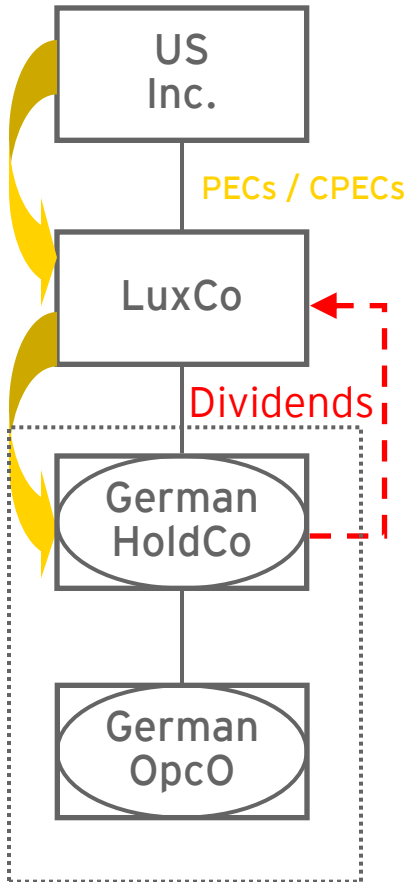 US
Inc.
PECs / CPECs
LuxCo
Dividends
German
HoldCo
German
OpcO